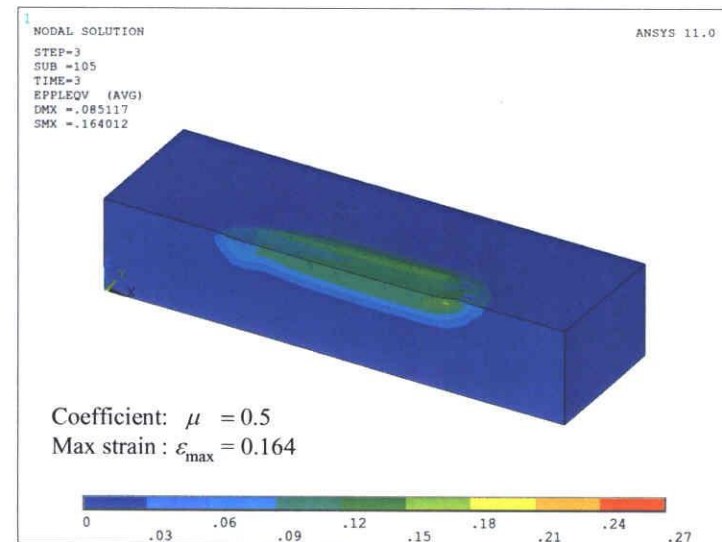 1
NODAL SOLUTION
ANSYS 11.0
STEP=3
SUB =105
TIME=3
EPPLEQV (AVG)
DMX =.085117
SMX =.164012
Y
X
Coefficient: μ = 0.5
Max strain : εmax = 0.164
0 .03 .06 .09 .12 .15 .18 .21 .24 .27